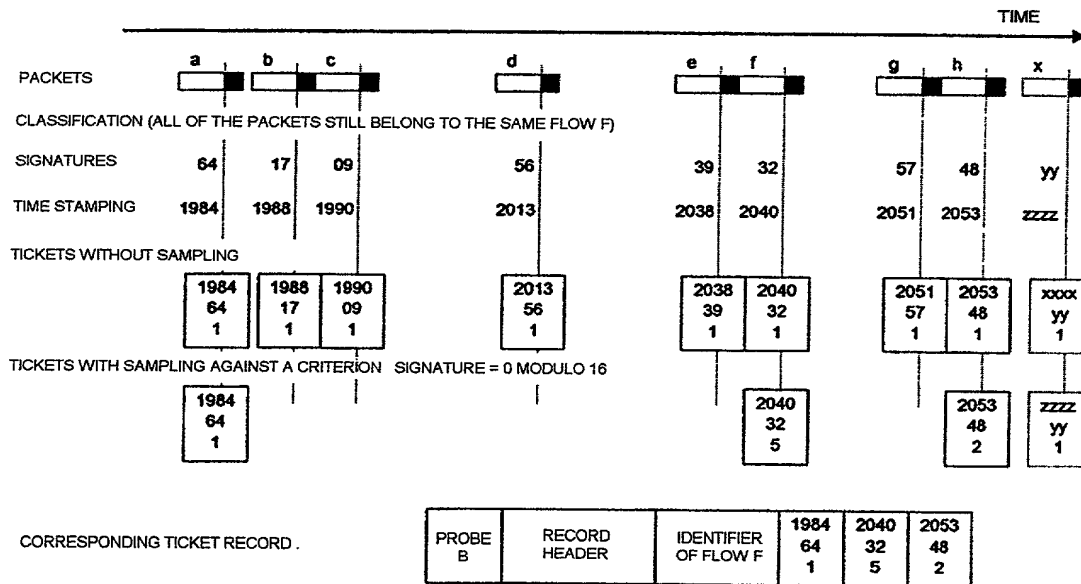 TIME
a b c d e f g h x
PACKETS
CLASSIFICATION (ALL OF THE PACKETS STILL BELONG TO THE SAME FLOW F)
SIGNATURES 64 17 09 56 39 32 57 48 yy
TIME STAMPING 1984 1988 1990 2013 2038 2040 2051 2053 zzzz
TICKETS WITHOUT SAMPLING
1984 1988 1990 2013 2038 2040 2051 2053 xxxx
64 17 09 56 39 32 57 48 yy
1 1 1 1 1 1 1 1 1
TICKETS WITH SAMPLING AGAINST A CRITERION SIGNATURE = 0 MODULO 16
1984 2040 2053 zzzz
64 32 48 yy
1 5 2 1
CORRESPONDING TICKET RECORD .
PROBE B
RECORD HEADER
IDENTIFIER OF FLOW F
1984 2040 2053
64 32 48
1 5 2